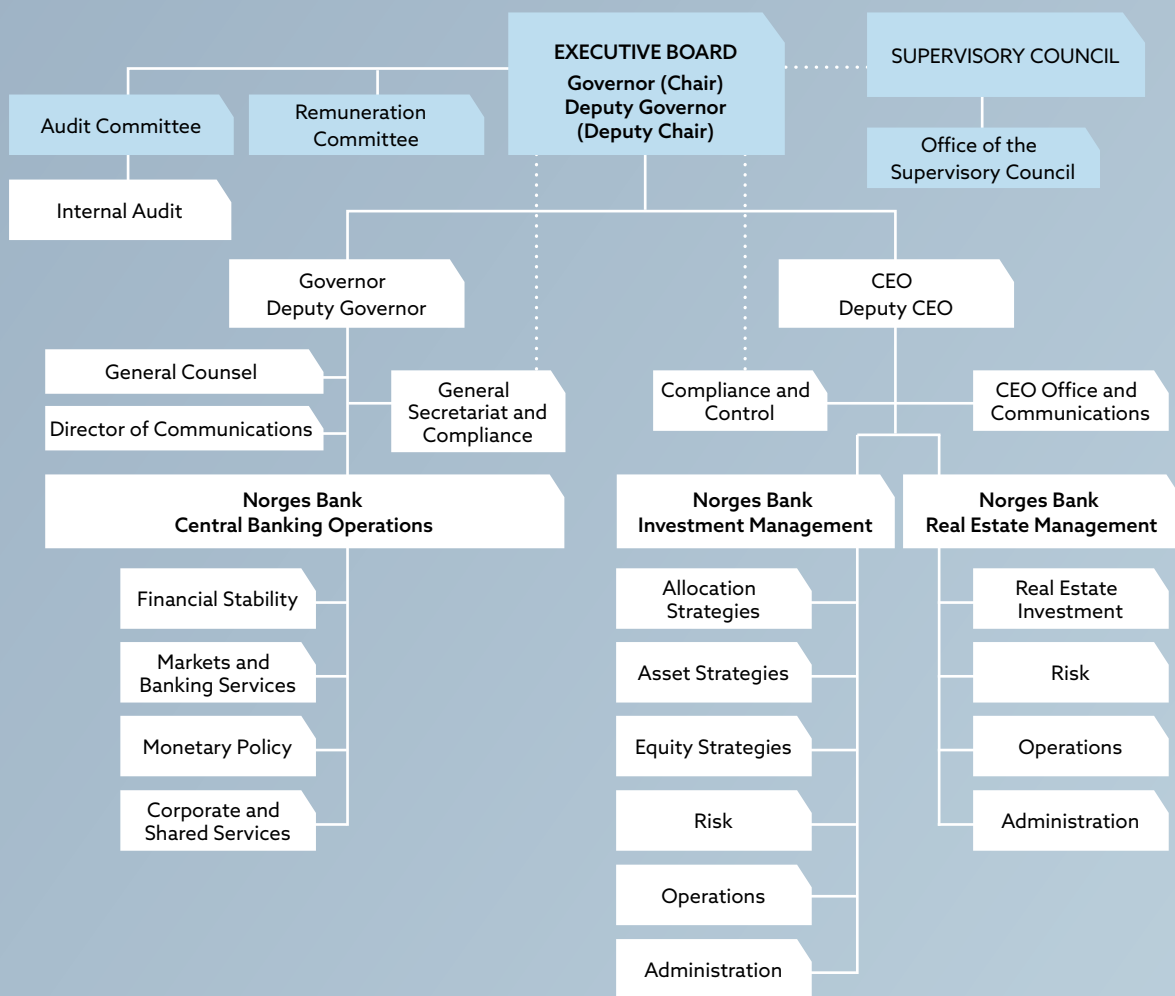 EXECUTIVE BOARD
Governor (Chair)
Deputy Governor
(Deputy Chair)
SUPERVISORY COUNCIL
Audit Committee
Remuneration
Committee
Office of the
Supervisory Council
Internal Audit
Governor
Deputy Governor
CEO
Deputy CEO
General Counsel
Director of Communications
General
Secretariat and
Compliance
Compliance and
Control
CEO Office and
Communications
Norges Bank
Central Banking Operations
Norges Bank
Investment Management
Norges Bank
Real Estate Management
Financial Stability
Markets and
Banking Services
Monetary Policy
Corporate and
Shared Services
Allocation
Strategies
Asset Strategies
Equity Strategies
Risk
Operations
Administration
Real Estate
Investment
Risk
Operations
Administration